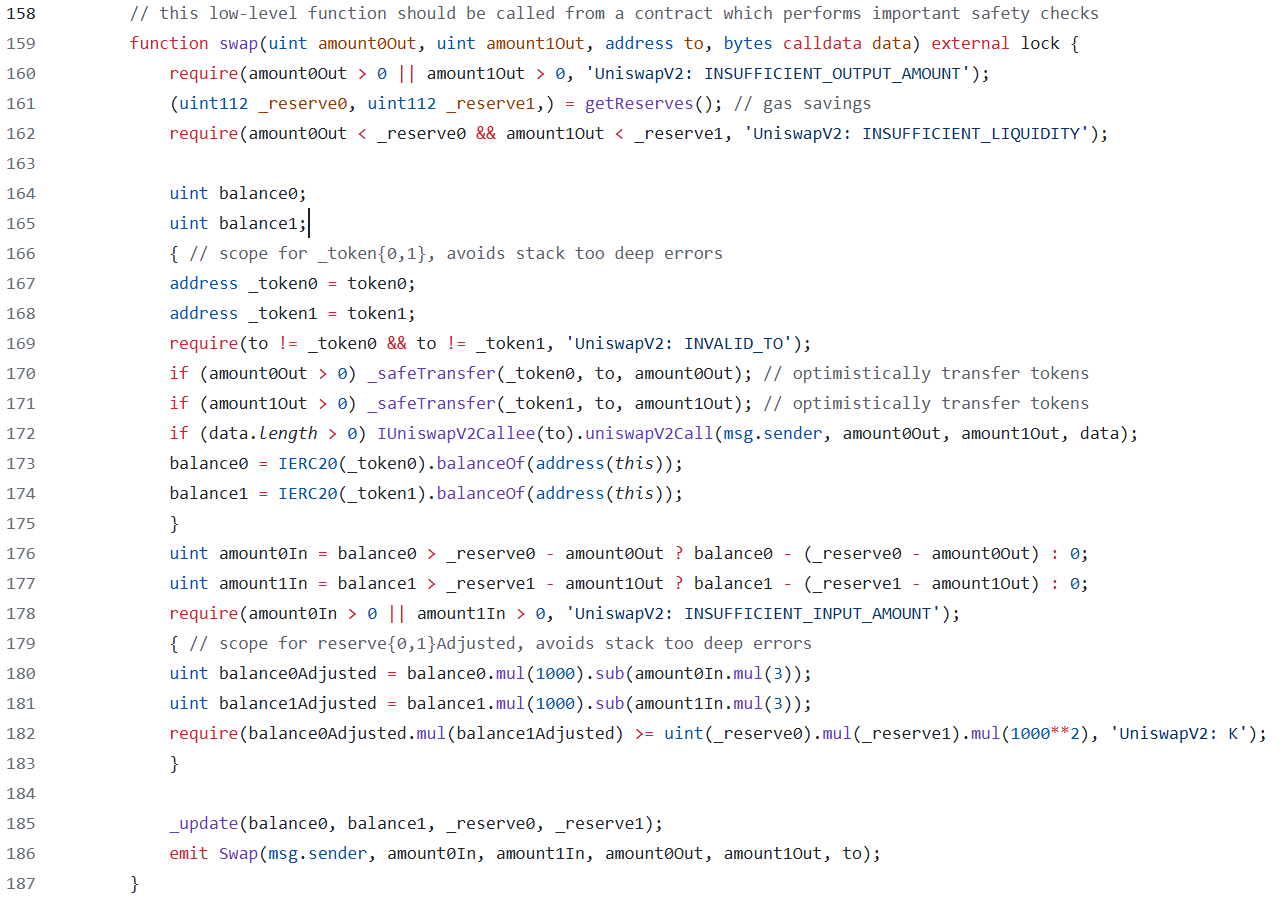 158 // this low-level function should be called from a contract which performs important safety checks
159 function swap(uint amount0Out, uint amount1Out, address to, bytes calldata data) external lock {
160 require(amount0Out > 0 || amount1Out > 0, 'UniswapV2: INSUFFICIENT_OUTPUT_AMOUNT');
161 (uint112 _reserve0, uint112 _reserve1,) = getReserves(); // gas savings
162 require(amount0Out < _reserve0 && amount1Out < _reserve1, 'UniswapV2: INSUFFICIENT_LIQUIDITY');
163
164 uint balance0;
165 uint balance1;
166 { // scope for _token{0,1}, avoids stack too deep errors
167 address _token0 = token0;
168 address _token1 = token1;
169 require(to != _token0 && to != _token1, 'UniswapV2: INVALID_TO');
170 if (amount0Out > 0) _safeTransfer(_token0, to, amount0Out); // optimistically transfer tokens
171 if (amount1Out > 0) _safeTransfer(_token1, to, amount1Out); // optimistically transfer tokens
172 if (data.length > 0) IUniswapV2Callee(to).uniswapV2Call(msg.sender, amount0Out, amount1Out, data);
173 balance0 = IERC20(_token0).balanceOf(address(this));
174 balance1 = IERC20(_token1).balanceOf(address(this));
175 }
176 uint amount0In = balance0 > _reserve0 - amount0Out ? balance0 - (_reserve0 - amount0Out) : 0;
177 uint amount1In = balance1 > _reserve1 - amount1Out ? balance1 - (_reserve1 - amount1Out) : 0;
178 require(amount0In > 0 || amount1In > 0, 'UniswapV2: INSUFFICIENT_INPUT_AMOUNT');
179 { // scope for reserve{0,1}Adjusted, avoids stack too deep errors
180 uint balance0Adjusted = balance0.mul(1000).sub(amount0In.mul(3));
181 uint balance1Adjusted = balance1.mul(1000).sub(amount1In.mul(3));
182 require(balance0Adjusted.mul(balance1Adjusted) >= uint(_reserve0).mul(_reserve1).mul(1000**2), 'UniswapV2: K');
183 }
184
185 _update(balance0, balance1, _reserve0, _reserve1);
186 emit Swap(msg.sender, amount0In, amount1In, amount0Out, amount1Out, to);
187 }